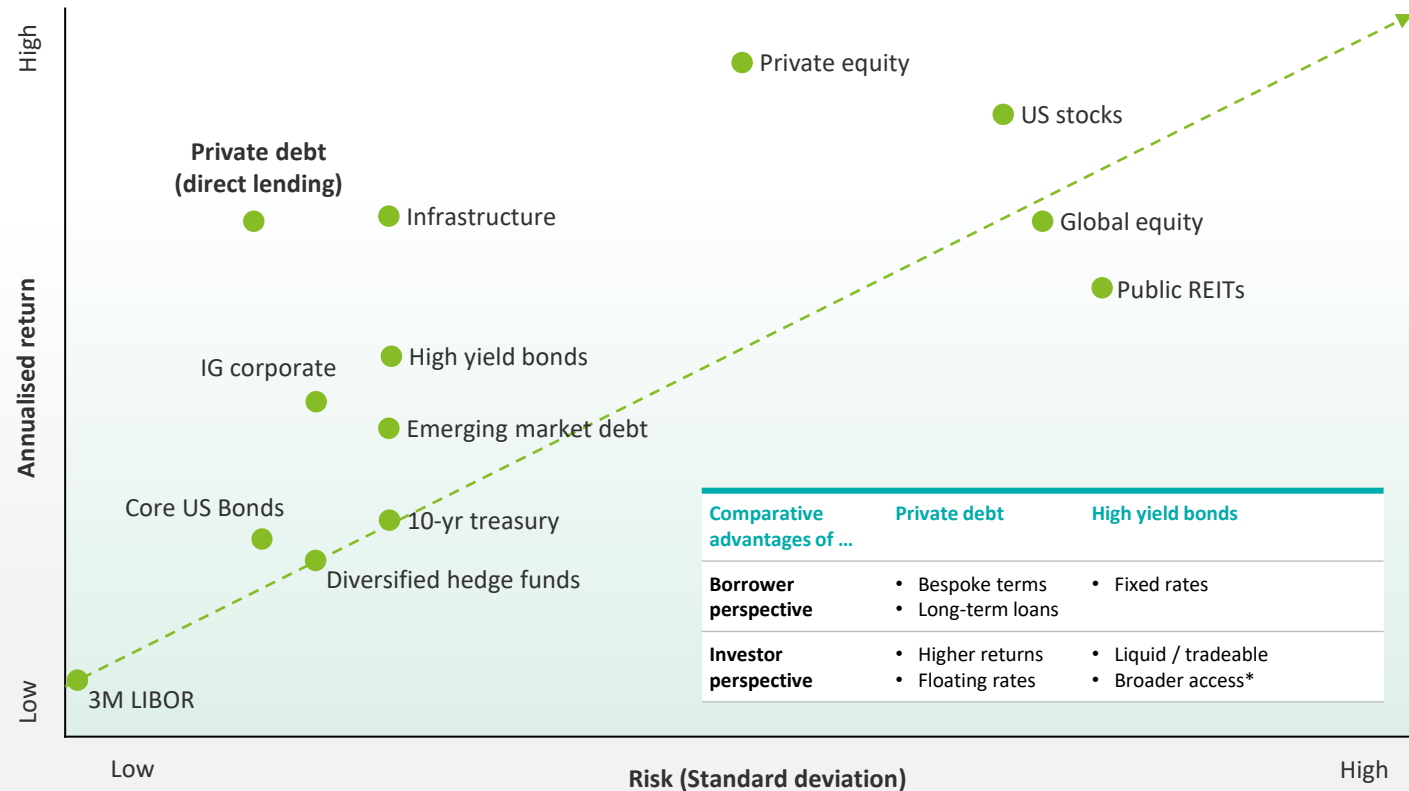 High
Annualised return
Low
Private equity
US stocks
Private debt
(direct lending)
Infrastructure
Global equity
Public REITs
High yield bonds
IG corporate
Emerging market debt
Core US Bonds
10-yr treasury
Diversified hedge funds
3M LIBOR
Comparative advantages of … Private debt High yield bonds
Borrower perspective
• Bespoke terms
• Long-term loans
• Fixed rates
Investor perspective
• Higher returns
• Floating rates
• Liquid / tradeable
• Broader access*
Low
Risk (Standard deviation)
High